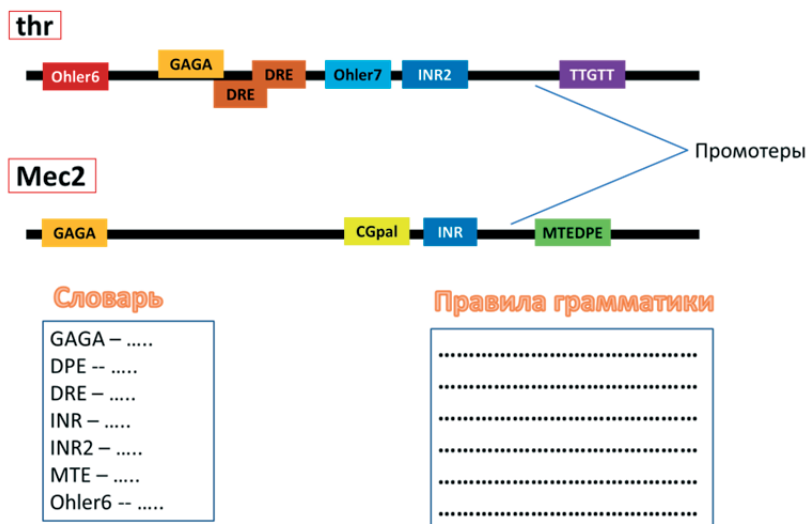 thr
Ohler6 GAGA DRE DRE Ohler7 INR2 TTGTT
Промотеры
Mec2
GAGA CGpal INR MTEDPE
Словарь
GAGA – …..
DPE -- …..
DRE – …..
INR – …..
INR2 – …..
MTE – …..
Ohler6 -- …..
Правила грамматики
……………………………………
……………………………………
……………………………………
……………………………………
……………………………………
……………………………………